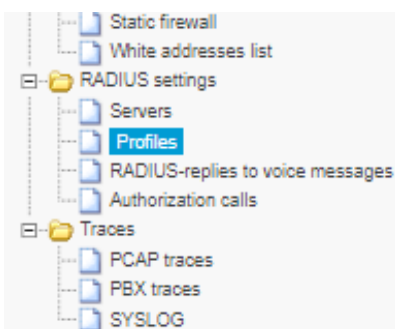 Static firewall
White addresses list
RADIUS settings
Servers
Profiles
RADIUS-replies to voice messages
Authorization calls
Traces
PCAP traces
PBX traces
SYSLOG